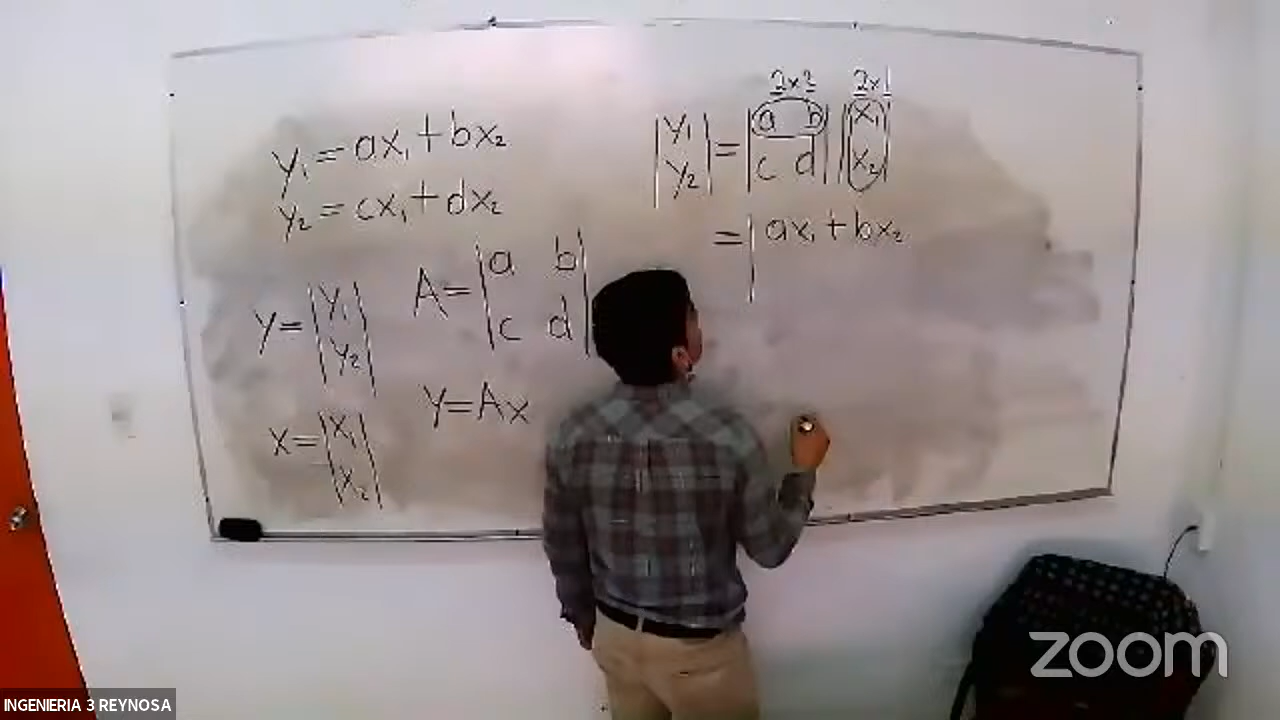 y₁ = ax₁ + bx₂
y₂ = cx₁ + dx₂
A = |a b|
|c d|
Y = |y₁|
|y₂|
Y = Ax
X = |x₁|
|x₂|
2x2 2x1
|y₁| = |a b| |x₁|
|y₂| |c d| |x₂|
= |ax₁ + bx₂
zoom
INGENIERIA 3 REYNOSA